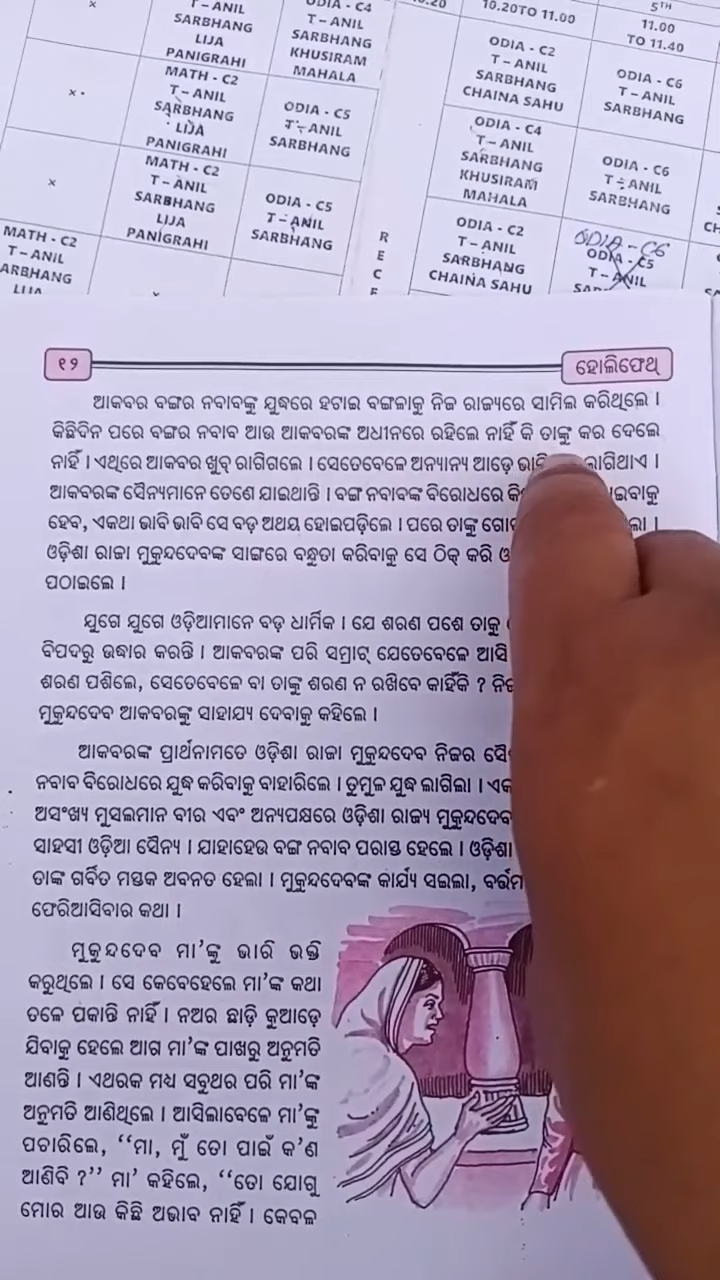 T-ANIL
SARBHANG
LIJA
PANIGRAHI
ODIA - C4
T-ANIL
SARBHANG
KHUSIRAM
MAHALA
×
MATH - C2
T-ANIL
SARBHANG
LIJA
PANIGRAHI
ODIA - C5
T-ANIL
SARBHANG
×
MATH - C2
T-ANIL
SARBHANG
LIJA
PANIGRAHI
ODIA - C5
T-ANIL
SARBHANG
×
MATH - C2
T-ANIL
ARBHANG
LIJA
R
E
C
E
10.20TO 11.00
5TH
11.00
TO 11.40
ODIA - C2
T-ANIL
SARBHANG
CHAINA SAHU
ODIA - C6
T-ANIL
SARBHANG
ODIA - C4
T-ANIL
SARBHANG
KHUSIRAM
MAHALA
ODIA - C6
T-ANIL
SARBHANG
ODIA - C2
T-ANIL
SARBHANG
CHAINA SAHU
ODIA - C6
ODIA - C5
T-ANIL
୧୨
ହୋଲିଫେଥ୍
ଆକବର ବଙ୍ଗର ନବାବଙ୍କୁ ଯୁଦ୍ଧରେ ହଟାଇ ବଙ୍ଗଳାକୁ ନିଜ ରାଜ୍ୟରେ ସାମିଲ କରିଥିଲେ ।
କିଛିଦିନ ପରେ ବଙ୍ଗର ନବାବ ଆଉ ଆକବରଙ୍କ ଅଧୀନରେ ରହିଲେ ନାହିଁ କି ତାଙ୍କୁ କର ଦେଲେ
ନାହିଁ । ଏଥିରେ ଆକବର ଖୁବ୍ ରାଗିଗଲେ । ସେତେବେଳେ ଅନ୍ୟାନ୍ୟ ଆଡ଼େ ଲାଗିଥାଏ ।
ଆକବରଙ୍କ ସୈନ୍ୟମାନେ ତେଣେ ଯାଇଥାନ୍ତି । ବଙ୍ଗ ନବାବଙ୍କ ବିରୋଧରେ
ହେବ, ଏକଥା ଭାବି ଭାବି ସେ ବଡ଼ ଅଥୟ ହୋଇପଡ଼ିଲେ । ପରେ ତାଙ୍କୁ
ଓଡ଼ିଶା ରାଜା ମୁକୁନ୍ଦଦେବଙ୍କ ସାଙ୍ଗରେ ବନ୍ଧୁତା କରିବାକୁ ସେ ଠିକ୍ କରି
ପଠାଇଲେ ।
ଯୁଗେ ଯୁଗେ ଓଡ଼ିଆମାନେ ବଡ଼ ଧାର୍ମିକ । ଯେ ଶରଣ ପଶେ ତାକୁ
ବିପଦରୁ ଉଦ୍ଧାର କରନ୍ତି । ଆକବରଙ୍କ ପରି ସମ୍ରାଟ୍ ଯେତେବେଳେ ଆସି
ଶରଣ ପଶିଲେ, ସେତେବେଳେ ବା ତାଙ୍କୁ ଶରଣ ନ ରଖିବେ କାହିଁକି ?
ମୁକୁନ୍ଦଦେବ ଆକବରଙ୍କୁ ସାହାଯ୍ୟ ଦେବାକୁ କହିଲେ ।
ଆକବରଙ୍କ ପ୍ରାର୍ଥନାମତେ ଓଡ଼ିଶା ରାଜା ମୁକୁନ୍ଦଦେବ ନିଜର
ନବାବ ବିରୋଧରେ ଯୁଦ୍ଧ କରିବାକୁ ବାହାରିଲେ । ତୁମୁଳ ଯୁଦ୍ଧ ଲାଗିଲା ।
ଅସଂଖ୍ୟ ମୁସଲମାନ ବୀର ଏବଂ ଅନ୍ୟପକ୍ଷରେ ଓଡ଼ିଶା ରାଜ୍ୟ ମୁକୁନ୍ଦଦେବ
ସାହସୀ ଓଡ଼ିଆ ସୈନ୍ୟ । ଯାହାହେଉ ବଙ୍ଗ ନବାବ ପରାସ୍ତ ହେଲେ । ଓଡ଼ିଶା
ତାଙ୍କ ଗର୍ବିତ ମସ୍ତକ ଅବନତ ହେଲା । ମୁକୁନ୍ଦଦେବଙ୍କ କାର୍ଯ୍ୟ ସଇଲା,
ଫେରିଆସିବାର କଥା ।
ମୁକୁନ୍ଦଦେବ ମା'ଙ୍କୁ ଭାରି ଭକ୍ତି
କରୁଥିଲେ । ସେ କେବେହେଲେ ମା'ଙ୍କ କଥା
ତଳେ ପକାନ୍ତି ନାହିଁ । ନଅର ଛାଡ଼ି କୁଆଡ଼େ
ଯିବାକୁ ହେଲେ ଆଗ ମା'ଙ୍କ ପାଖରୁ ଅନୁମତି
ଆଣନ୍ତି । ଏଥରକ ମଧ୍ୟ ସବୁଥର ପରି ମା'ଙ୍କ
ଅନୁମତି ଆଣିଥିଲେ । ଆସିଲାବେଳେ ମା'ଙ୍କୁ
ପଚାରିଲେ, “ମା, ମୁଁ ତୋ ପାଇଁ କ'ଣ
ଆଣିବି ?” ମା' କହିଲେ, “ତୋ ଯୋଗୁ
ମୋର ଆଉ କିଛି ଅଭାବ ନାହିଁ । କେବଳ